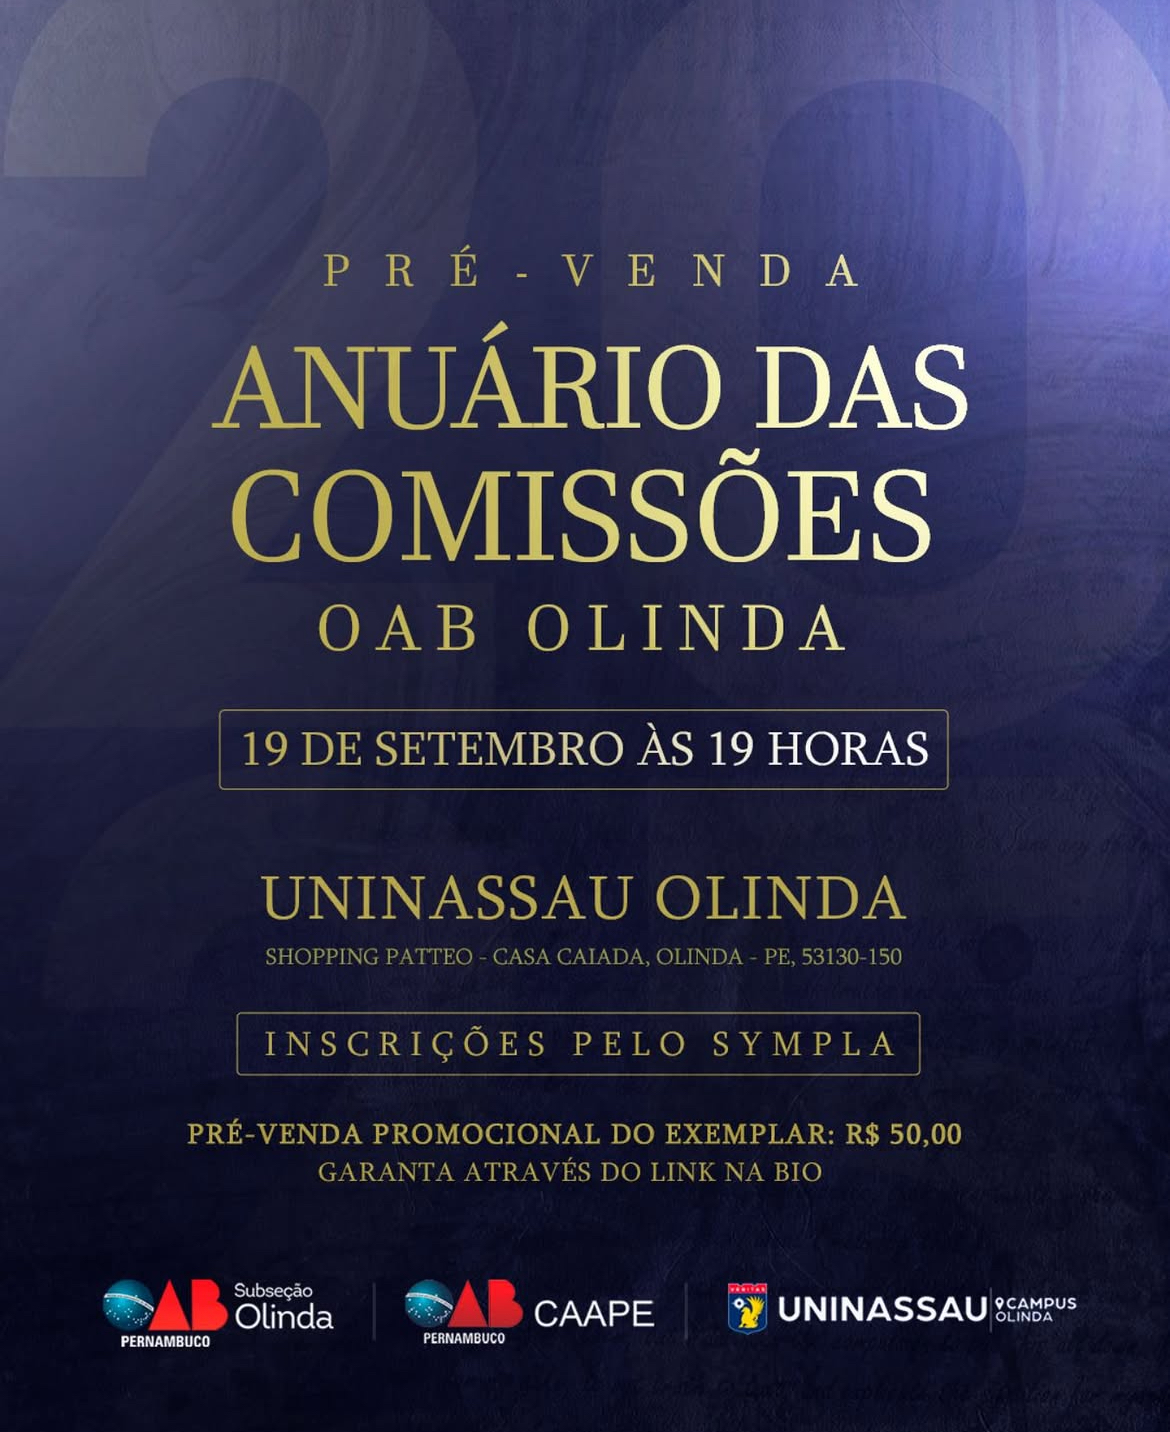 PRÉ-VENDA
ANUÁRIO DAS
COMISSÕES
OAB OLINDA
19 DE SETEMBRO ÀS 19 HORAS
UNINASSAU OLINDA
SHOPPING PATTEO - CASA CAIADA, OLINDA - PE, 53130-150
INSCRIÇÕES PELO SYMPLA
PRÉ-VENDA PROMOCIONAL DO EXEMPLAR: R$ 50,00
GARANTA ATRAVÉS DO LINK NA BIO
OAB PERNAMBUCO
Subseção
Olinda
OAB PERNAMBUCO
CAAPE
VERITAS
UNINASSAU
CAMPUS
OLINDA